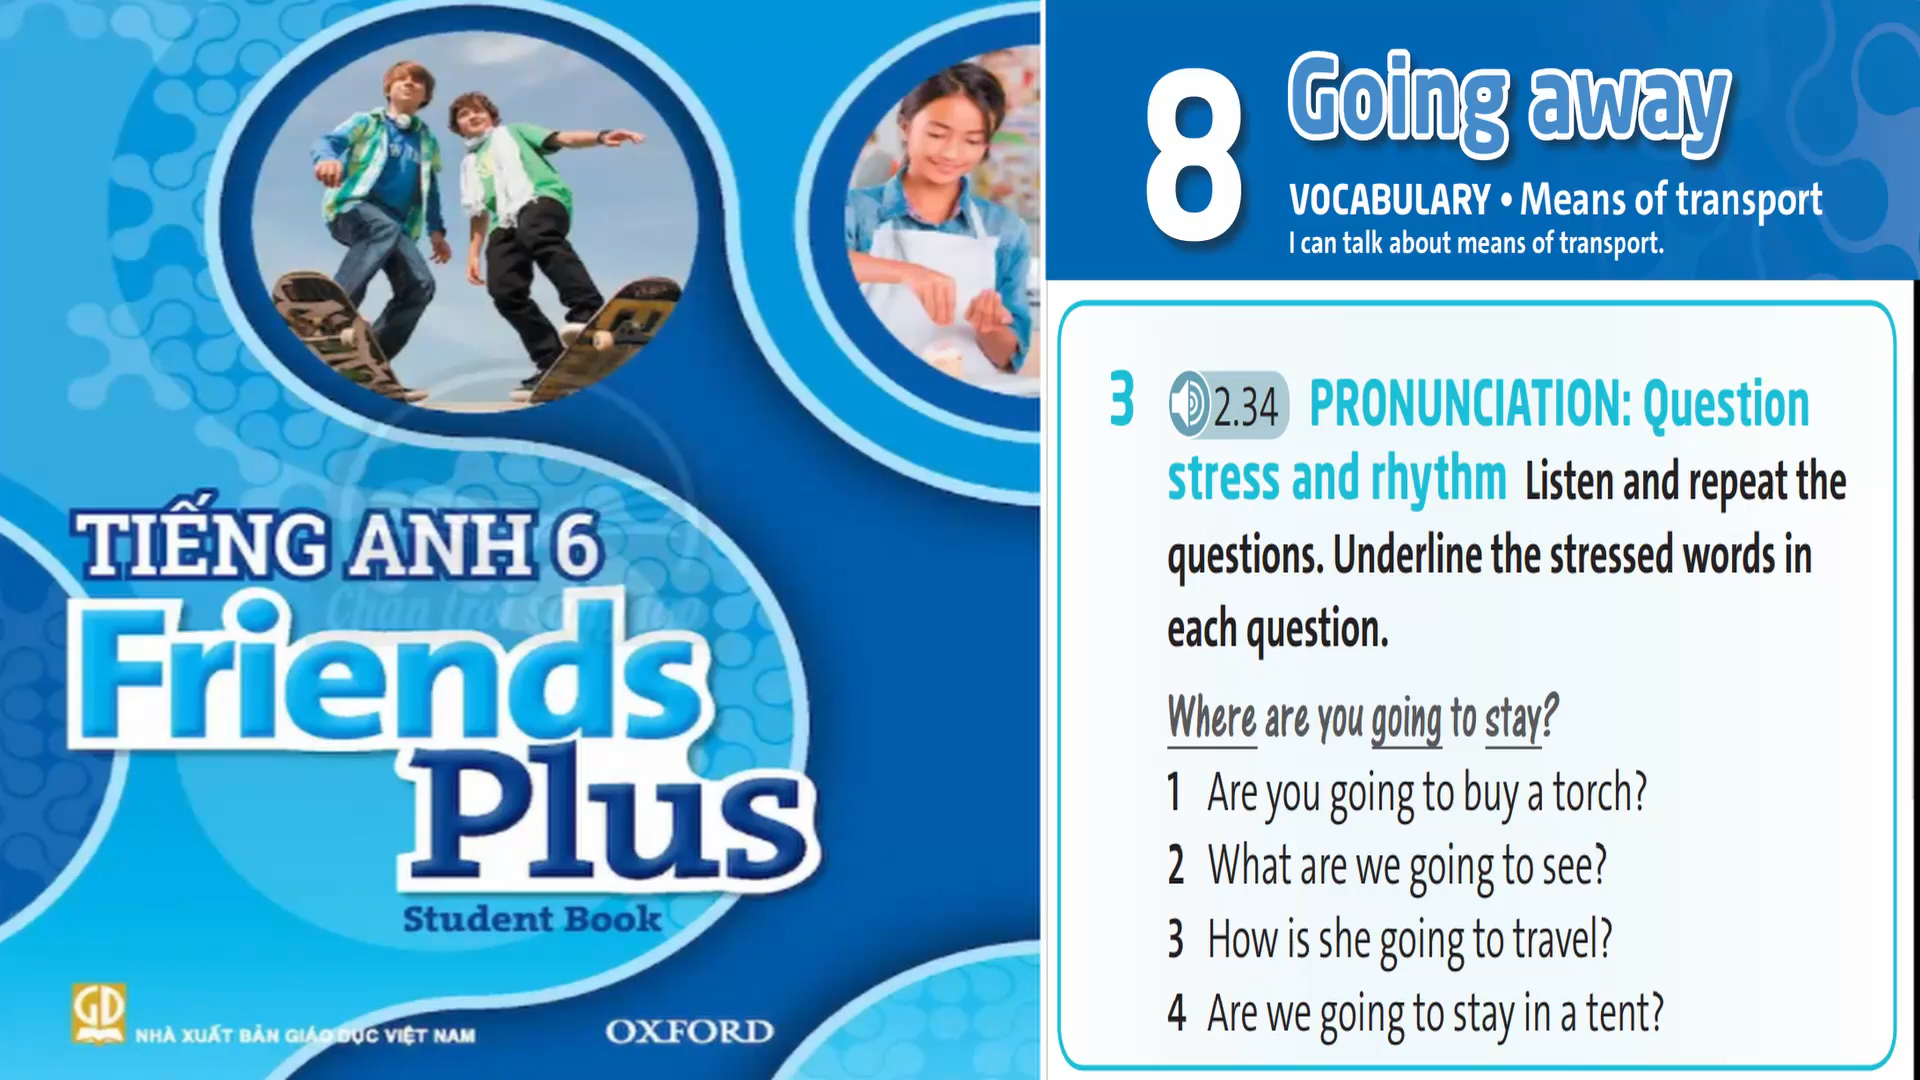 TIẾNG ANH 6
Friends
Plus
Student Book
NHÀ XUẤT BẢN GIÁO DỤC VIỆT NAM
OXFORD
8 Going away
VOCABULARY • Means of transport
I can talk about means of transport.
3 2.34 PRONUNCIATION: Question
stress and rhythm Listen and repeat the
questions. Underline the stressed words in
each question.
Where are you going to stay?
1 Are you going to buy a torch?
2 What are we going to see?
3 How is she going to travel?
4 Are we going to stay in a tent?